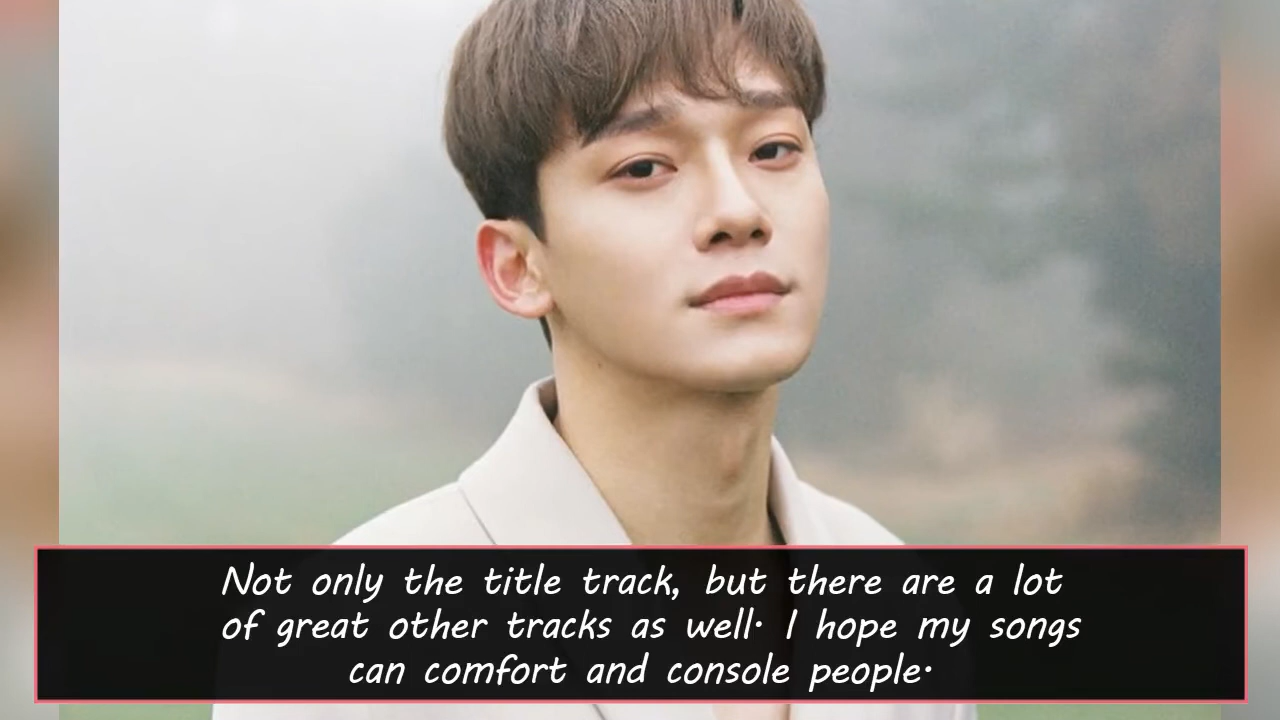 Not only the title track, but there are a lot
of great other tracks as well. I hope my songs
can comfort and console people.